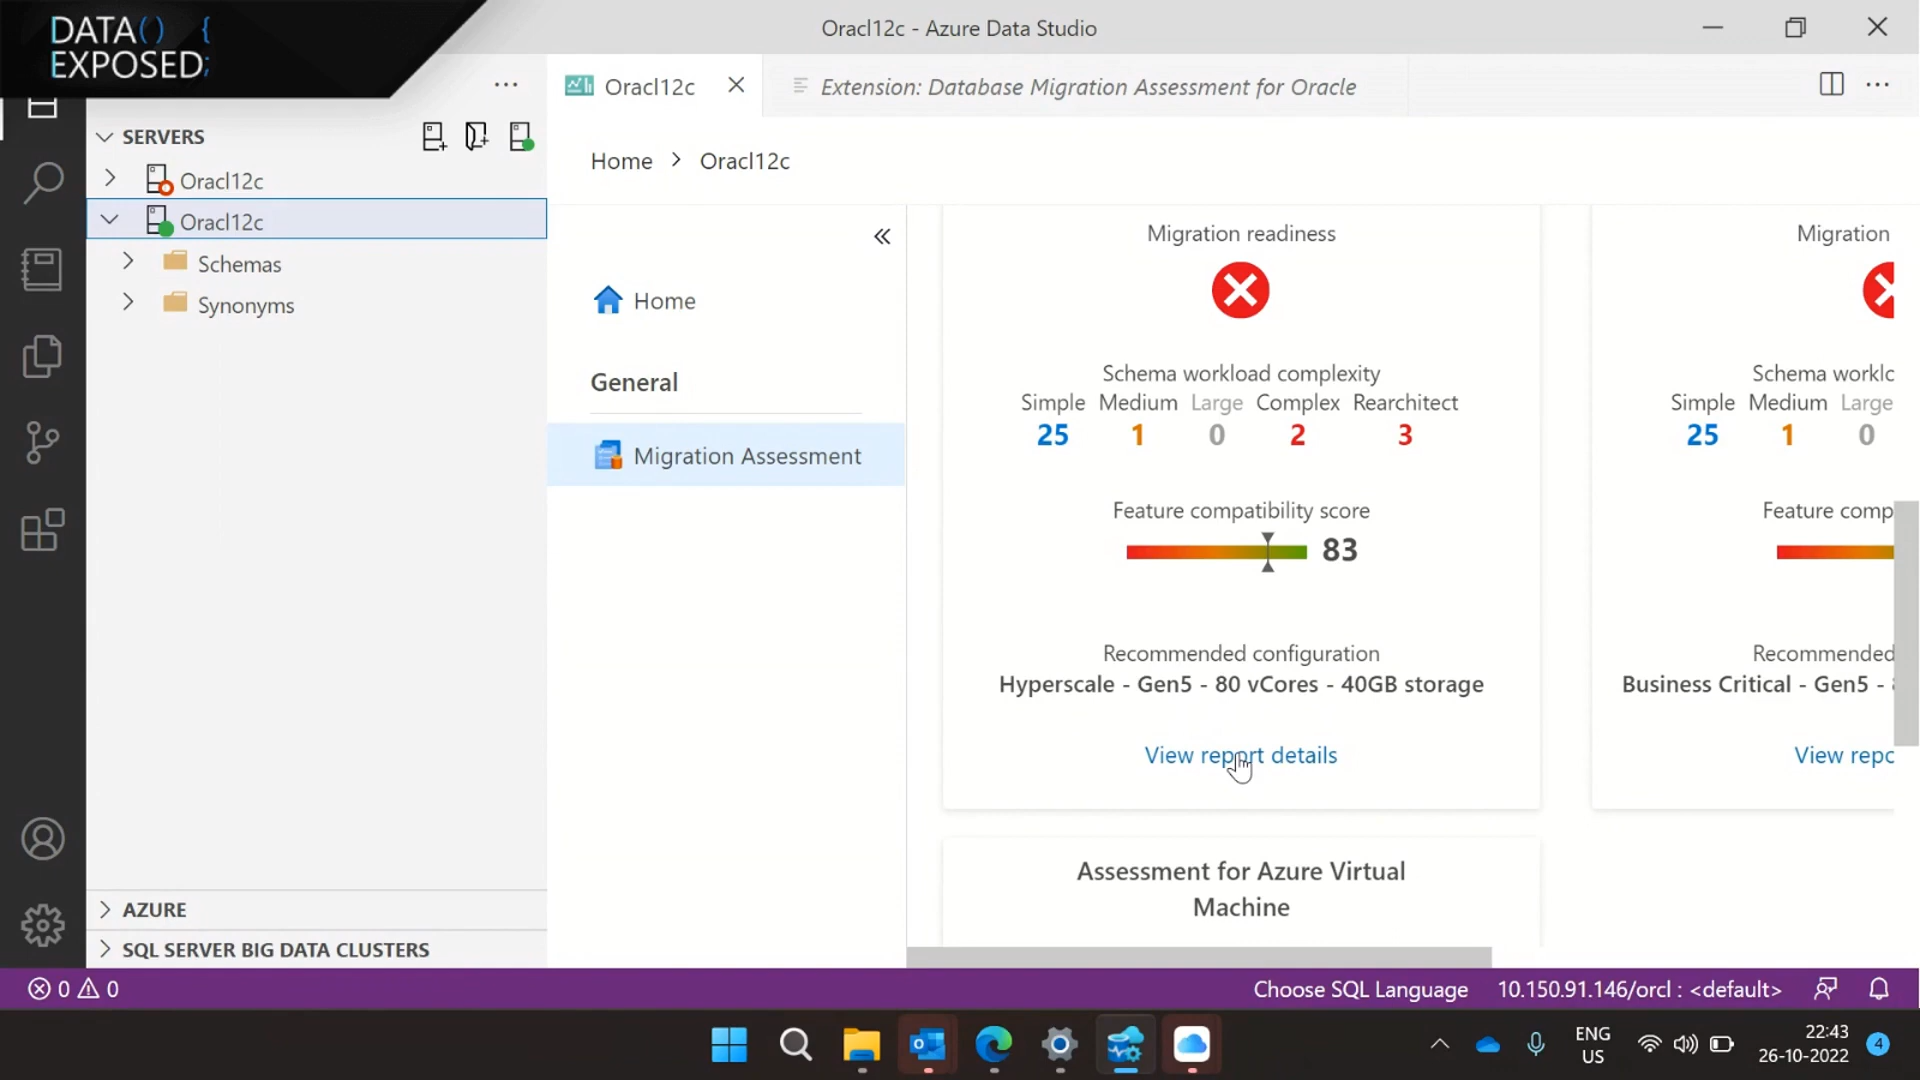 DATA() {
EXPOSED;
Oracl12c - Azure Data Studio
Oracl12c
Extension: Database Migration Assessment for Oracle
SERVERS
Oracl12c
Oracl12c
Schemas
Synonyms
AZURE
SQL SERVER BIG DATA CLUSTERS
Home > Oracl12c
Home
General
Migration Assessment
Migration readiness
Schema workload complexity
Simple Medium Large Complex Rearchitect
25 1 0 2 3
Feature compatibility score
83
Recommended configuration
Hyperscale - Gen5 - 80 vCores - 40GB storage
View report details
Assessment for Azure Virtual
Machine
Migration
Schema
Simple Medium Large
25 1 0
Feature
Recommended
Business Critical - Gen5 -
View
0 0
Choose SQL Language
10.150.91.146/orcl : <default>
ENG
US
22:43
26-10-2022
4